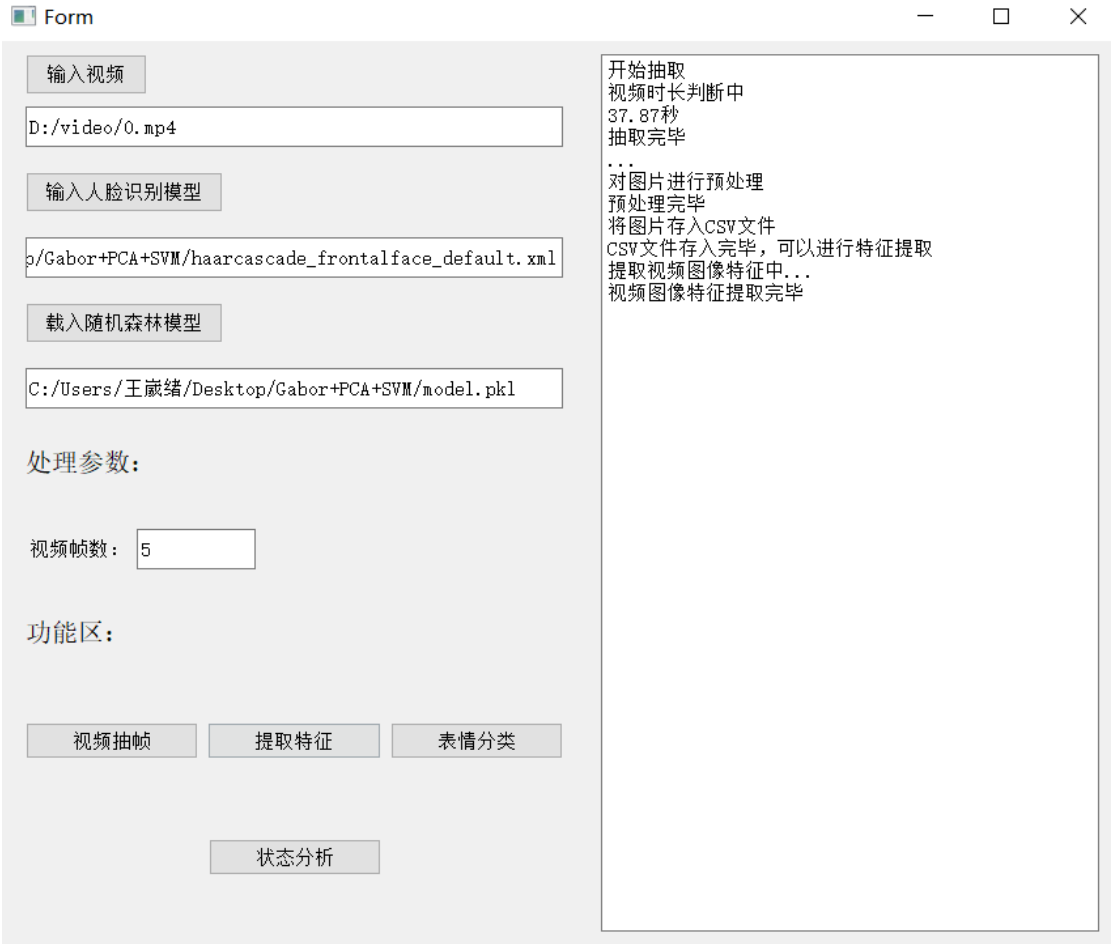 Form
输入视频
D:/video/0.mp4
输入人脸识别模型
p/Gabor+PCA+SVM/haarcascade_frontalface_default.xml
载入随机森林模型
C:/Users/王崴绪/Desktop/Gabor+PCA+SVM/model.pkl
处理参数：
视频帧数： 5
功能区：
视频抽帧 提取特征 表情分类
状态分析
开始抽取
视频时长判断中
37.87秒
抽取完毕
...
对图片进行预处理
预处理完毕
将图片存入CSV文件
CSV文件存入完毕，可以进行特征提取
提取视频图像特征中...
视频图像特征提取完毕